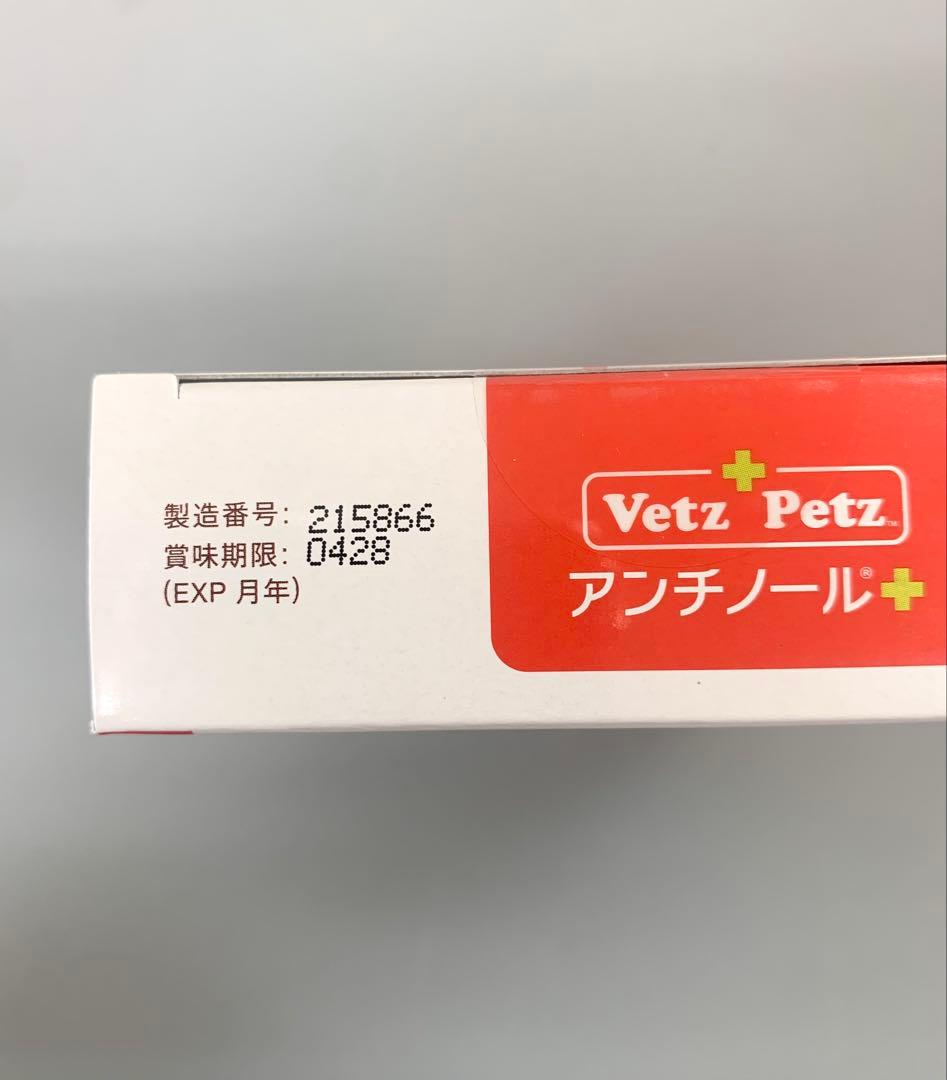 製造番号: 215866
賞味期限: 0428
(EXP 月年)
Vetz Petz™
アンチノール®